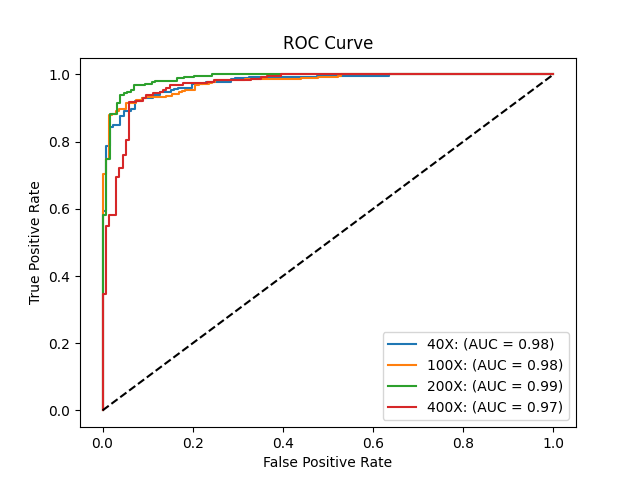 ROC Curve
True Positive Rate
1.0
0.8
0.6
0.4
0.2
0.0
40X: (AUC = 0.98)
100X: (AUC = 0.98)
200X: (AUC = 0.99)
400X: (AUC = 0.97)
0.0 0.2 0.4 0.6 0.8 1.0
False Positive Rate